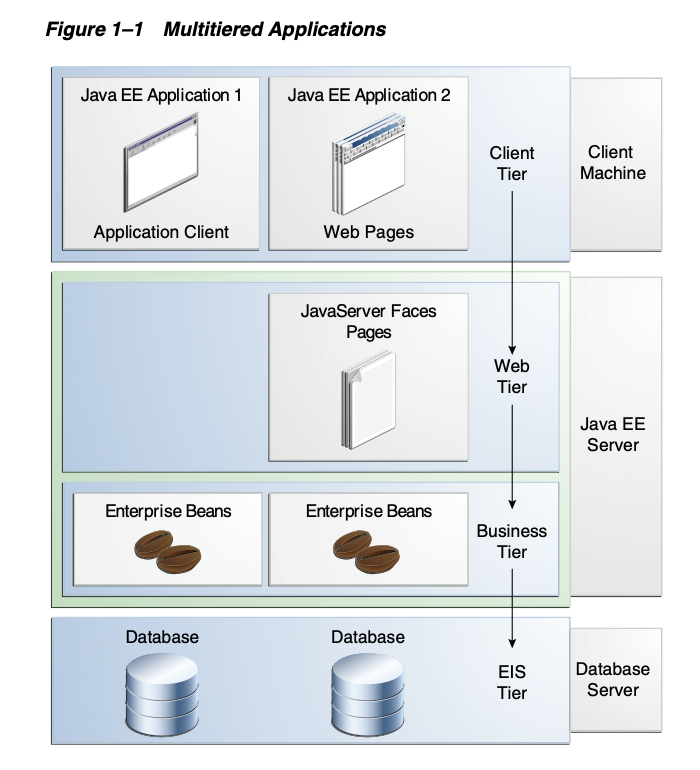 Figure 1–1 Multitiered Applications
Java EE Application 1
Java EE Application 2
Application Client
Web Pages
Client
Tier
Client
Machine
JavaServer Faces
Pages
Web
Tier
Java EE
Server
Enterprise Beans
Enterprise Beans
Business
Tier
Database
Database
EIS
Tier
Database
Server